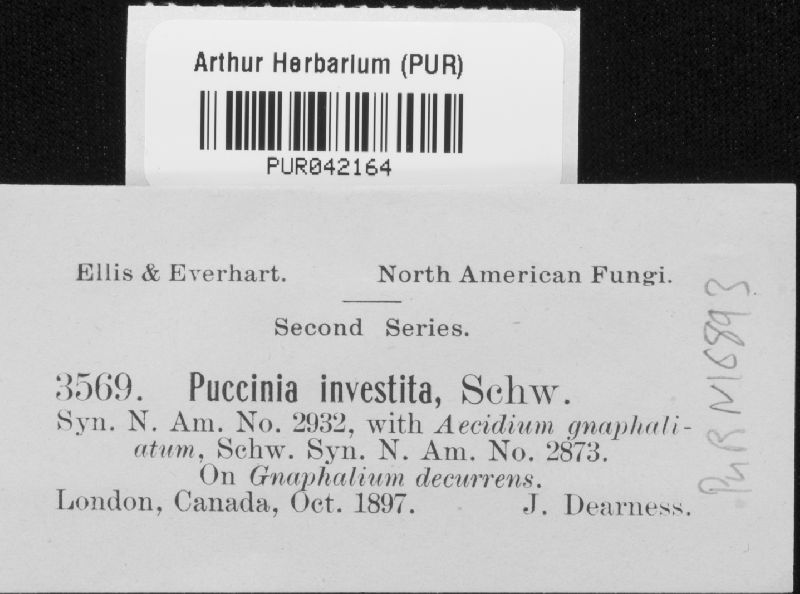 Arthur Herbarium (PUR)
PUR042164
Ellis & Everhart. North American Fungi.
Second Series.
3569. Puccinia investita, Schw.
Syn. N. Am. No. 2932, with Aecidium gnaphali-
atum, Schw. Syn. N. Am. No. 2873.
On Gnaphalium decurrens.
London, Canada, Oct. 1897. J. Dearness.
PUR N16893